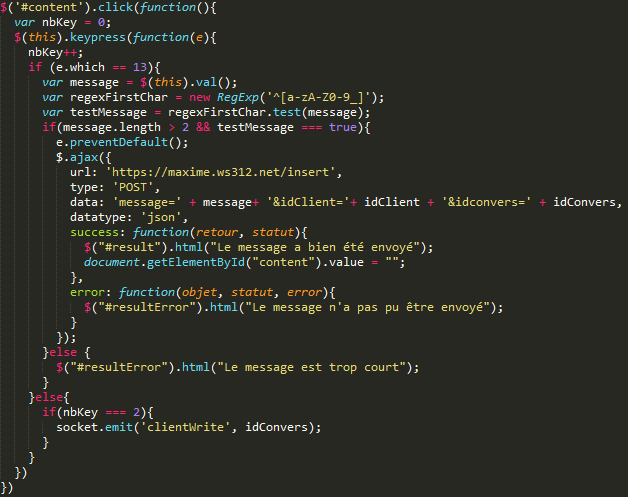 $('#content').click(function(){
  var nbKey = 0;
  $(this).keypress(function(e){
    nbKey++;
    if (e.which == 13){
      var message = $(this).val();
      var regexFirstChar = new RegExp('^[a-zA-Z0-9_]');
      var testMessage = regexFirstChar.test(message);
      if(message.length > 2 && testMessage === true){
        e.preventDefault();
        $.ajax({
          url: 'https://maxime.ws312.net/insert',
          type: 'POST',
          data: 'message=' + message+ '&idClient='+ idClient + '&idconvers=' + idConvers,
          datatype: 'json',
          success: function(retour, statut){
            $("#result").html("Le message a bien été envoyé");
            document.getElementById("content").value = "";
          },
          error: function(objet, statut, error){
            $("#resultError").html("Le message n'a pas pu être envoyé");
          }
        });
      }else {
        $("#resultError").html("Le message est trop court");
      }
    }else{
      if(nbKey === 2){
        socket.emit('clientWrite', idConvers);
      }
    }
  })
})